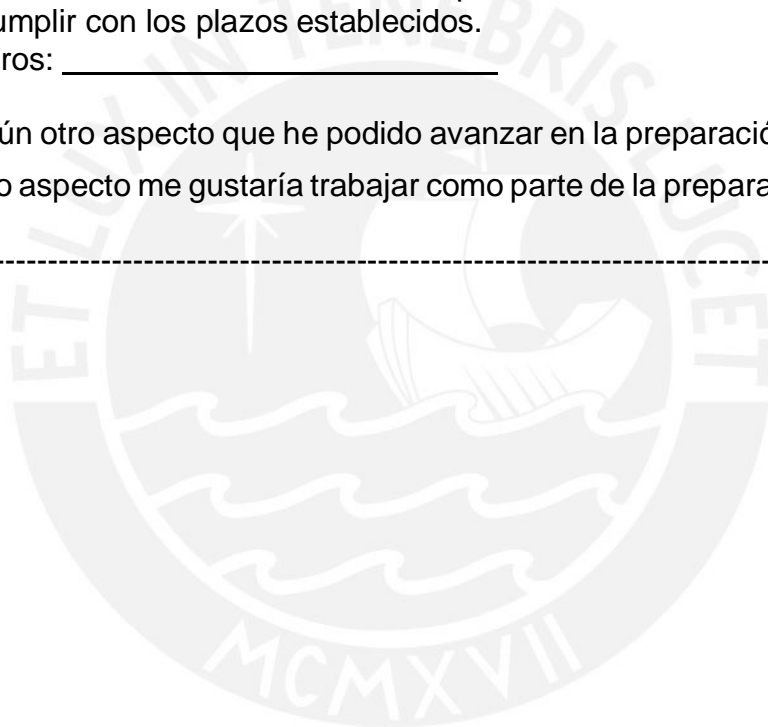 umplir con los plazos establecidos.
ros:
ún otro aspecto que he podido avanzar en la preparació
o aspecto me gustaría trabajar como parte de la prepara
ET LUX IN TENEBRIS LUCET
MCMXVII